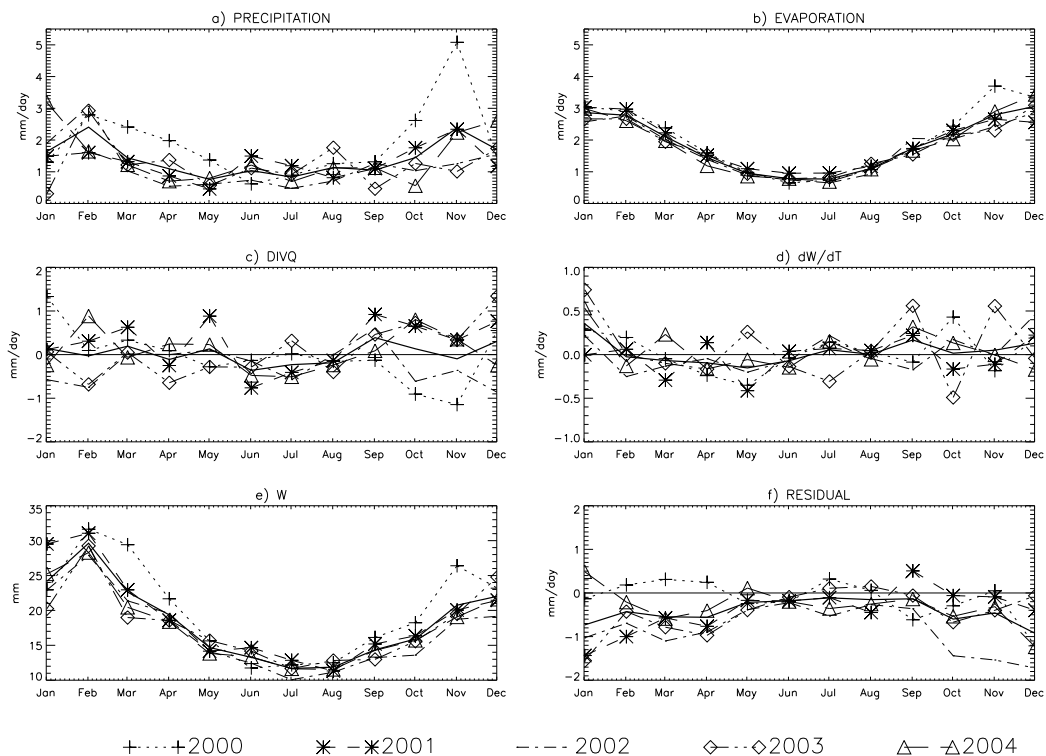 a) PRECIPITATION
5
4
3
2
1
0
mm/day
Jan Feb Mar Apr May Jun Jul Aug Sep Oct Nov Dec
b) EVAPORATION
5
4
3
2
1
0
mm/day
Jan Feb Mar Apr May Jun Jul Aug Sep Oct Nov Dec
c) DIVQ
2
1
0
-1
-2
mm/day
Jan Feb Mar Apr May Jun Jul Aug Sep Oct Nov Dec
d) dW/dT
1.0
0.5
0.0
-0.5
-1.0
mm/day
Jan Feb Mar Apr May Jun Jul Aug Sep Oct Nov Dec
e) W
35
30
25
20
15
10
mm
Jan Feb Mar Apr May Jun Jul Aug Sep Oct Nov Dec
f) RESIDUAL
2
1
0
-1
-2
mm/day
Jan Feb Mar Apr May Jun Jul Aug Sep Oct Nov Dec
2000 2001 2002 2003 2004